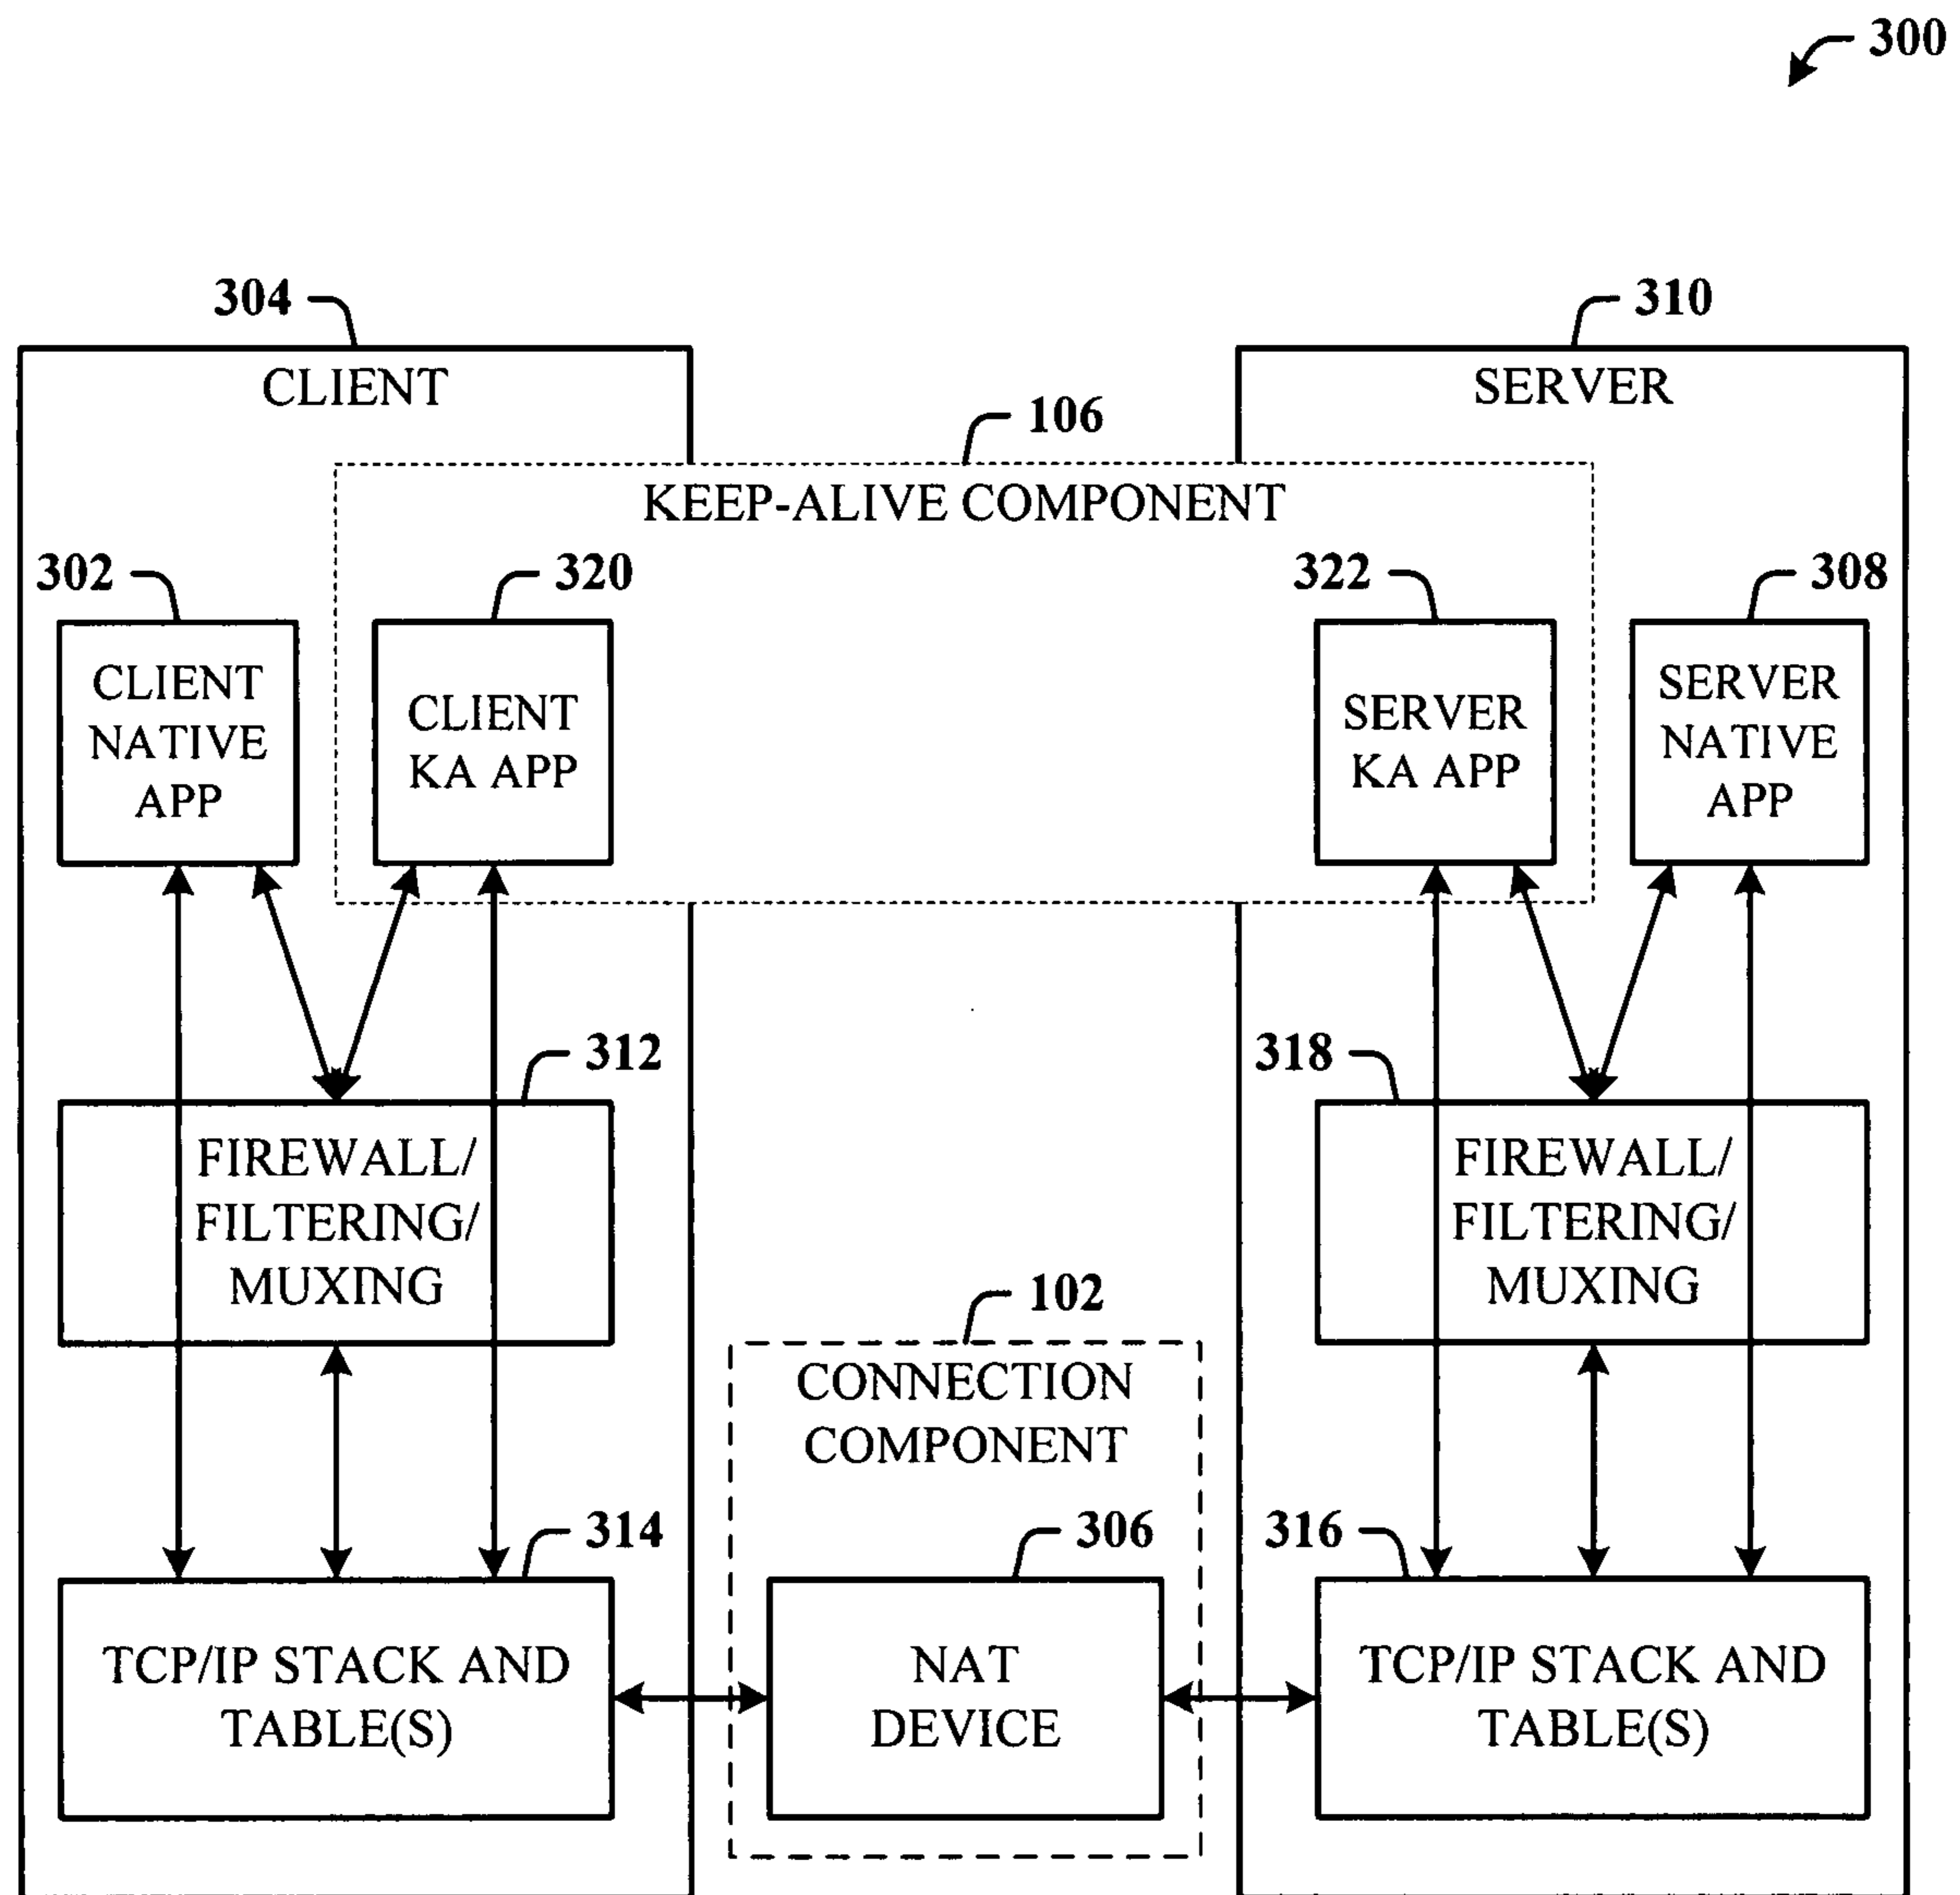 300
304
310
CLIENT
SERVER
106
KEEP-ALIVE COMPONENT
302
320
322
308
CLIENT
NATIVE
APP
CLIENT
KA APP
SERVER
KA APP
SERVER
NATIVE
APP
312
318
FIREWALL/
FILTERING/
MUXING
FIREWALL/
FILTERING/
MUXING
102
CONNECTION
COMPONENT
314
306
316
TCP/IP STACK AND
TABLE(S)
NAT
DEVICE
TCP/IP STACK AND
TABLE(S)